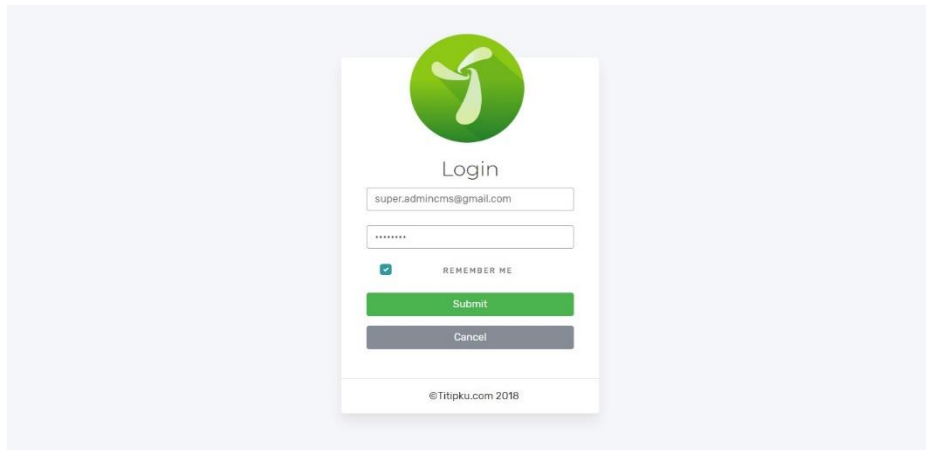 Login
super.admincms@gmail.com
••••••••
REMEMBER ME
Submit
Cancel
©Titipku.com 2018